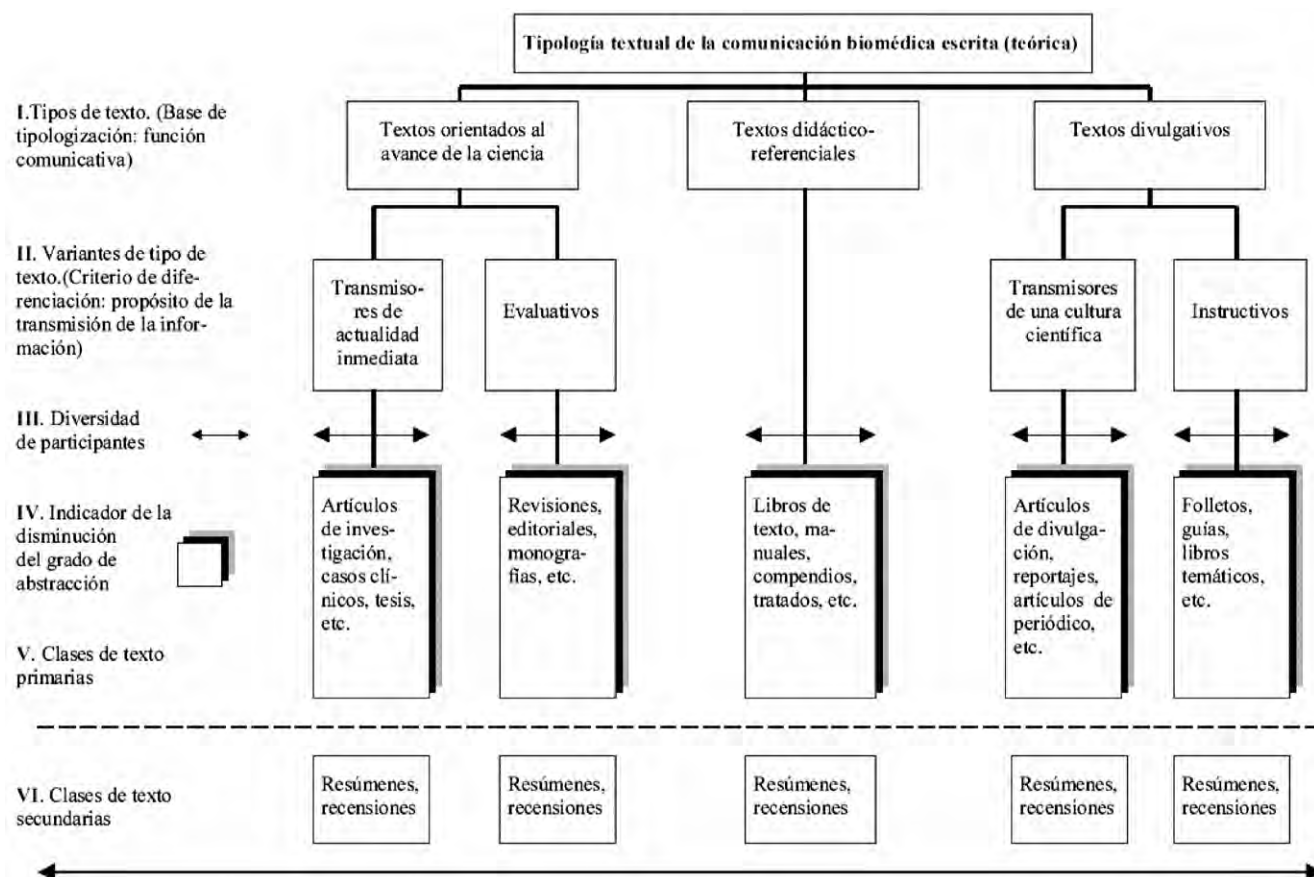 Tipología textual de la comunicación biomédica escrita (teórica)
I.Tipos de texto. (Base de
tipologización: función
comunicativa)
Textos orientados al
avance de la ciencia
Textos didáctico-
referenciales
Textos divulgativos
II. Variantes de tipo de
texto.(Criterio de dife-
renciación: propósito de la
transmisión de la infor-
mación)
Transmiso-
res de
actualidad
inmediata
Evaluativos
Transmisores
de una cultura
científica
Instructivos
III. Diversidad
de participantes
IV. Indicador de la
disminución
del grado de
abstracción
V. Clases de texto
primarias
Artículos
de inves-
tigación,
casos clí-
nicos, tesis,
etc.
Revisiones,
editoriales,
monogra-
fías, etc.
Libros de
texto, ma-
nuales,
compendios,
tratados, etc.
Artículos
de divulga-
ción,
reportajes,
artículos de
periódico,
etc.
Folletos,
guías,
libros
temáticos,
etc.
VI. Clases de texto
secundarias
Resúmenes,
recensiones
Resúmenes,
recensiones
Resúmenes,
recensiones
Resúmenes,
recensiones
Resúmenes,
recensiones